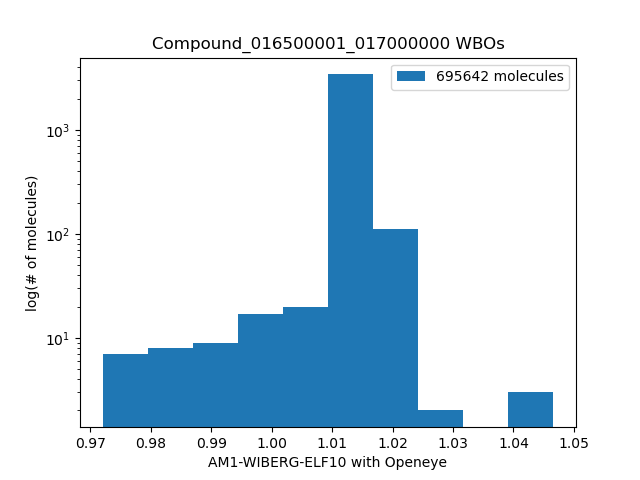 Compound_016500001_017000000 WBOs
695642 molecules
log(# of molecules)
10³
10²
10¹
0.97 0.98 0.99 1.00 1.01 1.02 1.03 1.04 1.05
AM1-WIBERG-ELF10 with Openeye